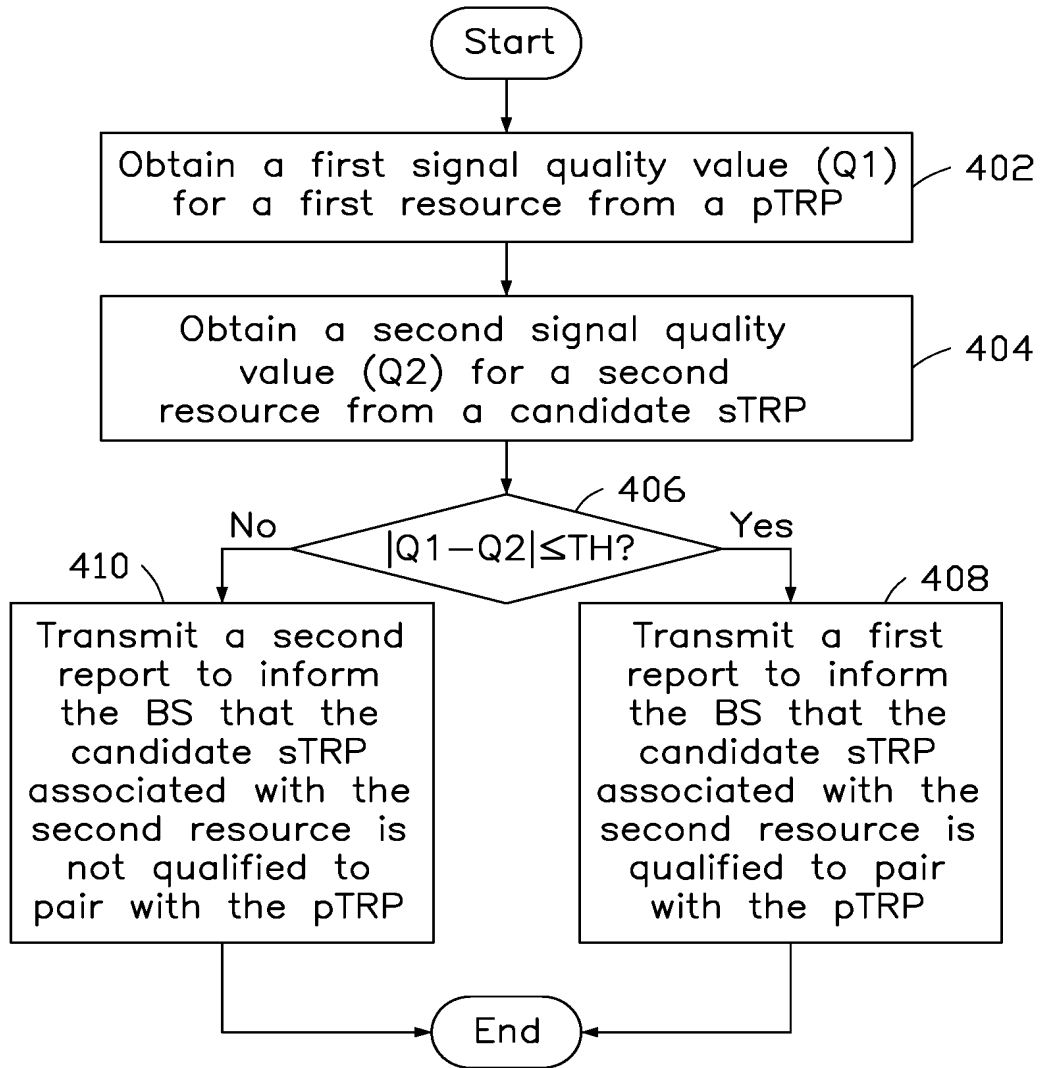 Start
Obtain a first signal quality value (Q1)
for a first resource from a pTRP
402
Obtain a second signal quality
value (Q2) for a second
resource from a candidate sTRP
404
406
|Q1−Q2|≤TH?
No
Yes
410
Transmit a second
report to inform
the BS that the
candidate sTRP
associated with the
second resource is
not qualified to
pair with the pTRP
408
Transmit a first
report to inform
the BS that the
candidate sTRP
associated with the
second resource is
qualified to pair
with the pTRP
End